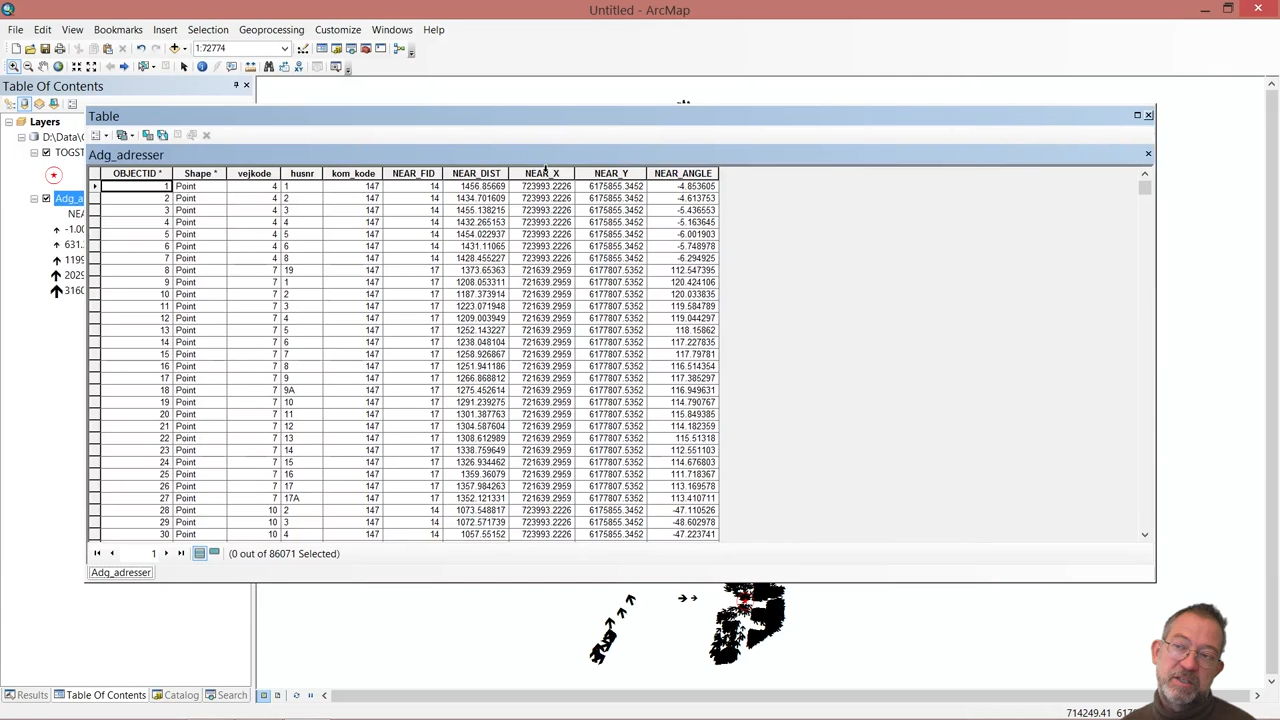 Untitled - ArcMap
File Edit View Bookmarks Insert Selection Geoprocessing Customize Windows Help
1:72774
Table Of Contents
Layers
D:\Data\
TOGST
Adg_a
NE
-1.00
631.
1199
2029
3160
Table
Adg_adresser
OBJECTID * Shape * vejkode husnr kom_kode NEAR_FID NEAR_DIST NEAR_X NEAR_Y NEAR_ANGLE
1 Point 4 1 147 14 1456.85669 723993.2226 6175855.3452 -4.853605
2 Point 4 2 147 14 1434.701609 723993.2226 6175855.3452 -4.613753
3 Point 4 3 147 14 1455.138215 723993.2226 6175855.3452 -5.436553
4 Point 4 4 147 14 1432.265153 723993.2226 6175855.3452 -5.163645
5 Point 4 5 147 14 1454.022937 723993.2226 6175855.3452 -6.001903
6 Point 4 6 147 14 1431.11065 723993.2226 6175855.3452 -5.748978
7 Point 4 8 147 14 1428.455227 723993.2226 6175855.3452 -6.294925
8 Point 7 19 147 17 1373.65363 721639.2959 6177807.5352 112.547395
9 Point 7 1 147 17 1208.053311 721639.2959 6177807.5352 120.424106
10 Point 7 2 147 17 1187.373914 721639.2959 6177807.5352 120.033835
11 Point 7 3 147 17 1223.071948 721639.2959 6177807.5352 119.584789
12 Point 7 4 147 17 1209.003949 721639.2959 6177807.5352 119.044297
13 Point 7 5 147 17 1252.143227 721639.2959 6177807.5352 118.15862
14 Point 7 6 147 17 1238.048104 721639.2959 6177807.5352 117.227835
15 Point 7 7 147 17 1258.926867 721639.2959 6177807.5352 117.79781
16 Point 7 8 147 17 1251.941186 721639.2959 6177807.5352 116.514354
17 Point 7 9 147 17 1266.868812 721639.2959 6177807.5352 117.385297
18 Point 7 9A 147 17 1275.452614 721639.2959 6177807.5352 116.949631
19 Point 7 10 147 17 1291.239275 721639.2959 6177807.5352 114.790767
20 Point 7 11 147 17 1301.387763 721639.2959 6177807.5352 115.849385
21 Point 7 12 147 17 1304.587604 721639.2959 6177807.5352 114.182359
22 Point 7 13 147 17 1308.612989 721639.2959 6177807.5352 115.51318
23 Point 7 14 147 17 1338.759649 721639.2959 6177807.5352 112.551103
24 Point 7 15 147 17 1326.934462 721639.2959 6177807.5352 114.676803
25 Point 7 16 147 17 1359.36079 721639.2959 6177807.5352 111.718367
26 Point 7 17 147 17 1357.984263 721639.2959 6177807.5352 113.169578
27 Point 7 17A 147 17 1352.121331 721639.2959 6177807.5352 113.410711
28 Point 10 2 147 14 1073.548817 723993.2226 6175855.3452 -47.110526
29 Point 10 3 147 14 1072.571739 723993.2226 6175855.3452 -48.602978
30 Point 10 4 147 14 1057.55152 723993.2226 6175855.3452 -47.223741
1 (0 out of 86071 Selected)
Adg_adresser
Results Table Of Contents Catalog Search
714249.41 617